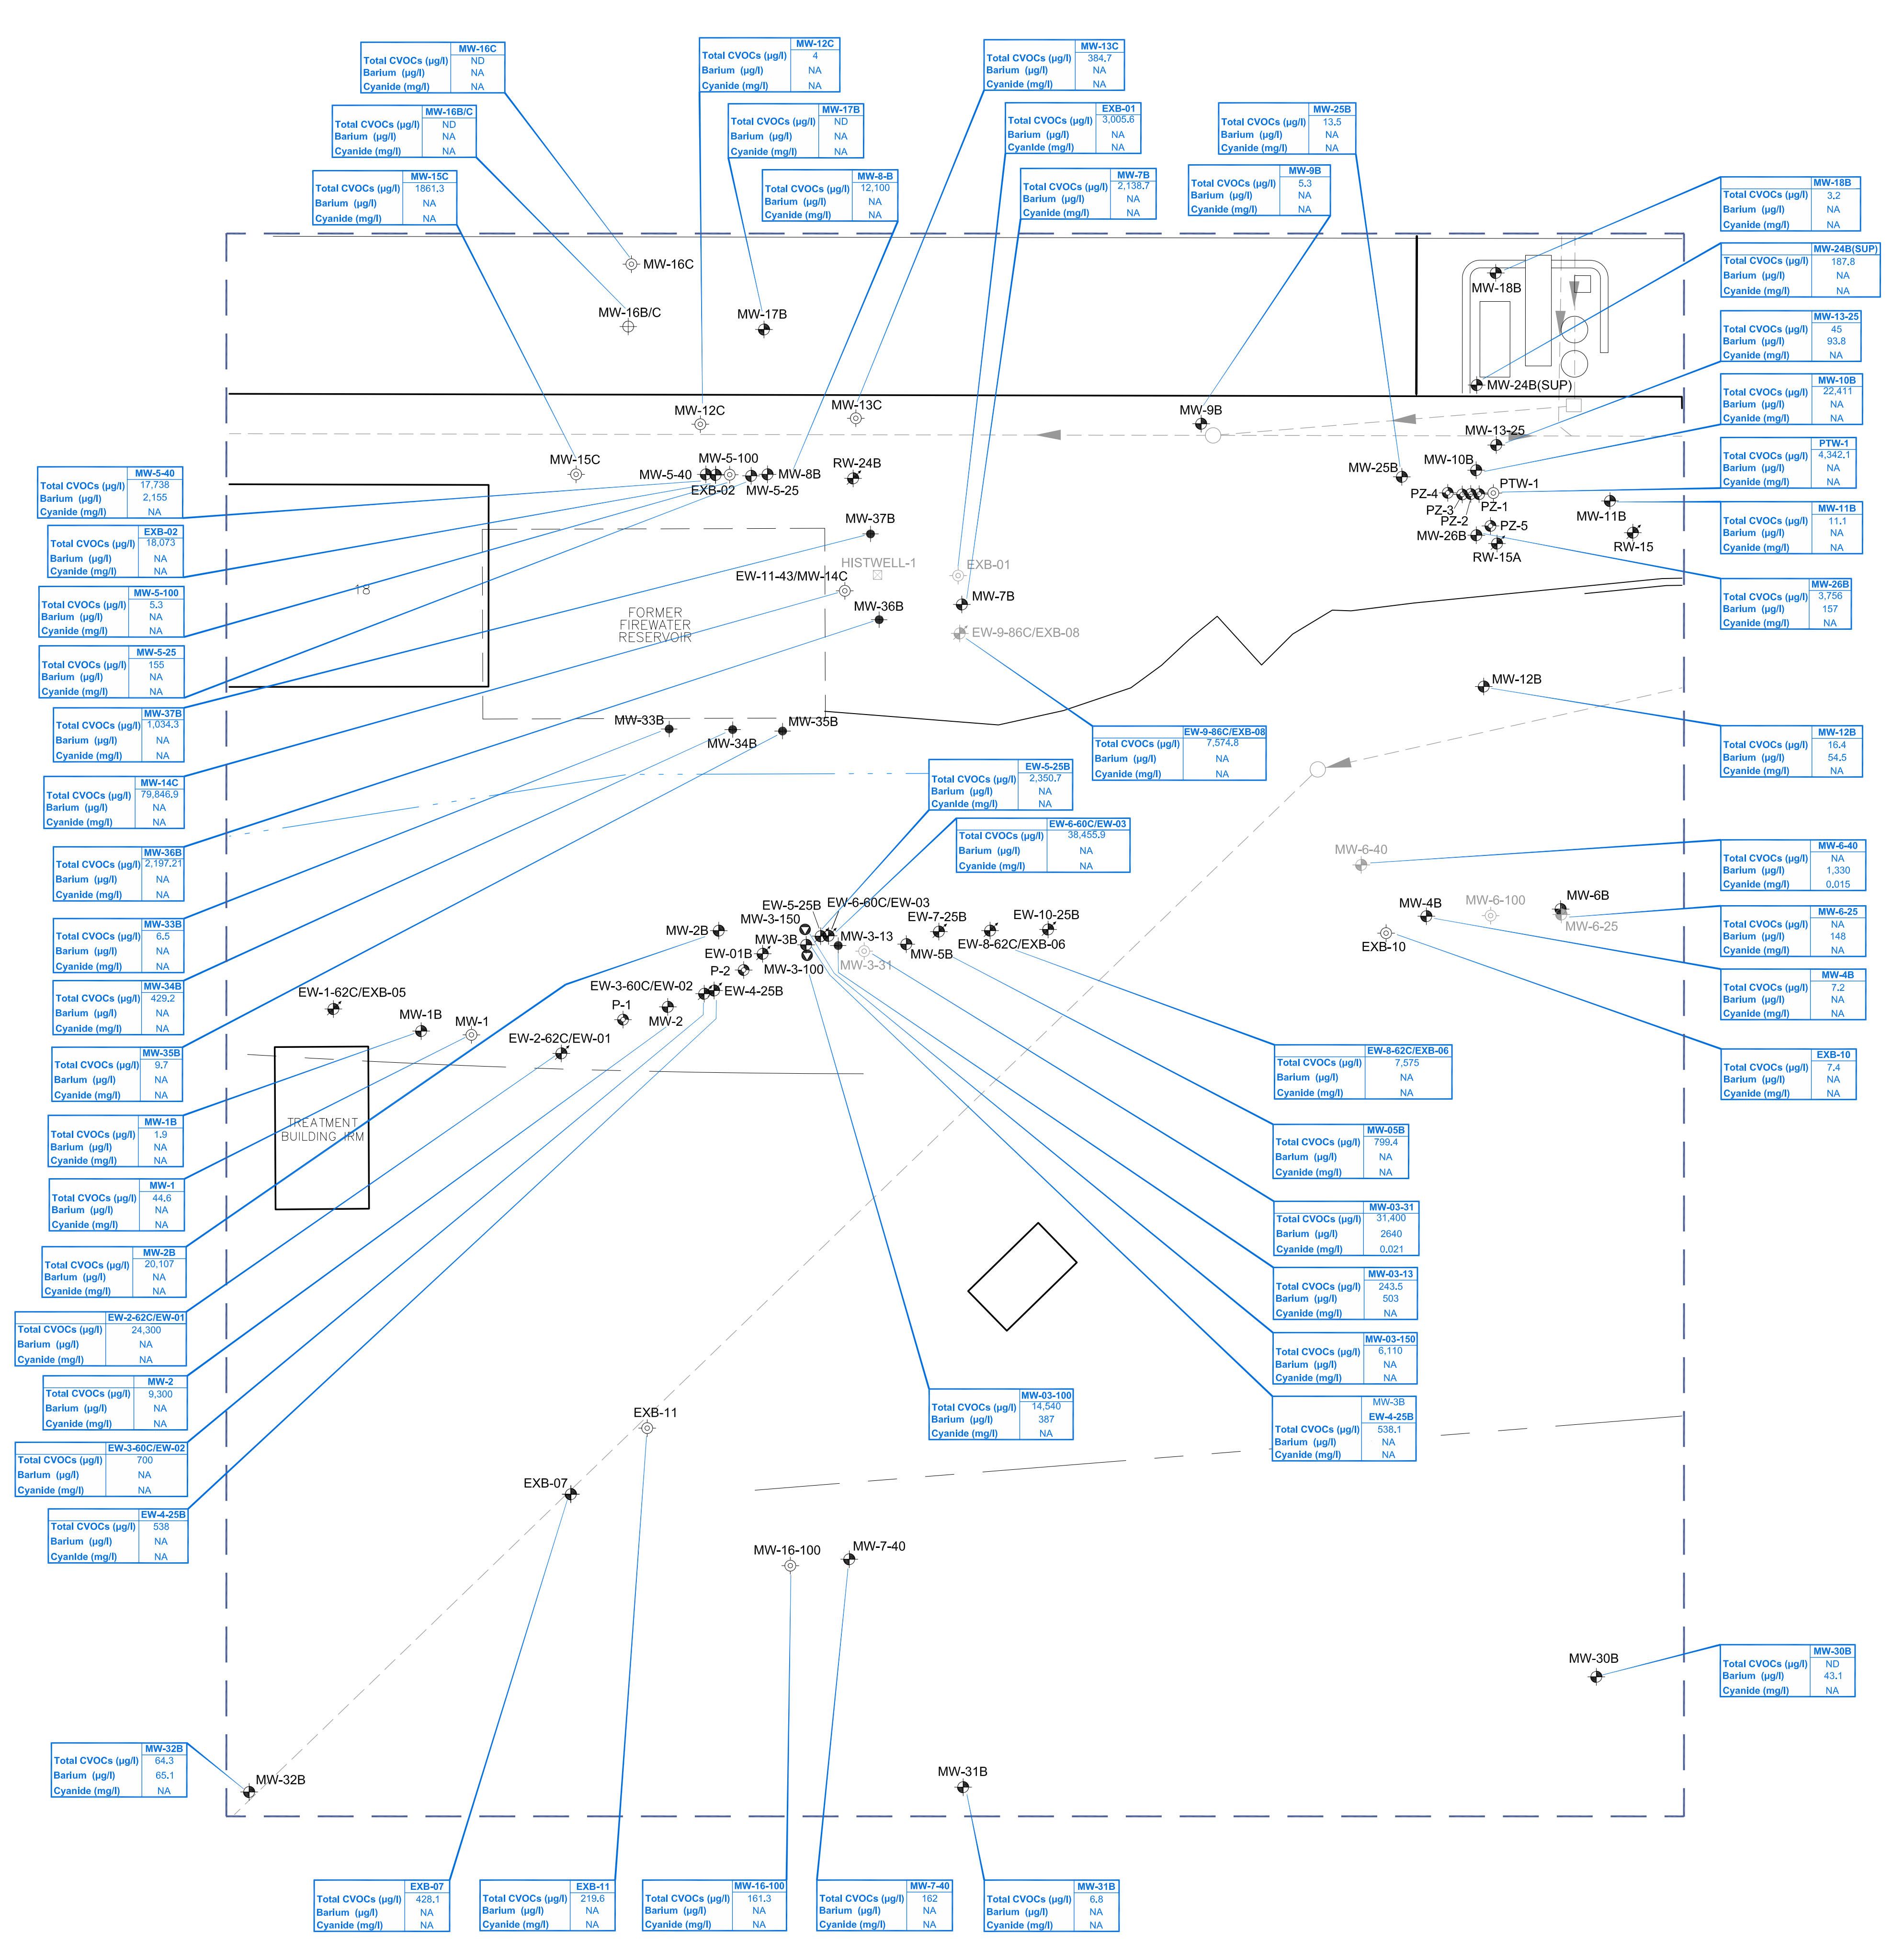 MW-16C
Total CVOCs (µg/l) ND
Barium (µg/l) NA
Cyanide (mg/l) NA
MW-12C
Total CVOCs (µg/l) 4
Barium (µg/l) NA
Cyanide (mg/l) NA
MW-13C
Total CVOCs (µg/l) 384.7
Barium (µg/l) NA
Cyanide (mg/l) NA
MW-16B/C
Total CVOCs (µg/l) ND
Barium (µg/l) NA
Cyanide (mg/l) NA
MW-17B
Total CVOCs (µg/l) ND
Barium (µg/l) NA
Cyanide (mg/l) NA
EXB-01
Total CVOCs (µg/l) 3,005.6
Barium (µg/l) NA
Cyanide (mg/l) NA
MW-25B
Total CVOCs (µg/l) 13.5
Barium (µg/l) NA
Cyanide (mg/l) NA
MW-15C
Total CVOCs (µg/l) 1861.3
Barium (µg/l) NA
Cyanide (mg/l) NA
MW-8-B
Total CVOCs (µg/l) 12,100
Barium (µg/l) NA
Cyanide (mg/l) NA
MW-7B
Total CVOCs (µg/l) 2,138.7
Barium (µg/l) NA
Cyanide (mg/l) NA
MW-9B
Total CVOCs (µg/l) 5.3
Barium (µg/l) NA
Cyanide (mg/l) NA
MW-18B
Total CVOCs (µg/l) 3.2
Barium (µg/l) NA
Cyanide (mg/l) NA
MW-24B(SUP)
Total CVOCs (µg/l) 187.8
Barium (µg/l) NA
Cyanide (mg/l) NA
MW-13-25
Total CVOCs (µg/l) 45
Barium (µg/l) 93.8
Cyanide (mg/l) NA
MW-10B
Total CVOCs (µg/l) 22,411
Barium (µg/l) NA
Cyanide (mg/l) NA
PTW-1
Total CVOCs (µg/l) 4,342.1
Barium (µg/l) NA
Cyanide (mg/l) NA
MW-11B
Total CVOCs (µg/l) 11.1
Barium (µg/l) NA
Cyanide (mg/l) NA
MW-26B
Total CVOCs (µg/l) 3,756
Barium (µg/l) 157
Cyanide (mg/l) NA
MW-12B
Total CVOCs (µg/l) 16.4
Barium (µg/l) 54.5
Cyanide (mg/l) NA
MW-6-40
Total CVOCs (µg/l) NA
Barium (µg/l) 1,330
Cyanide (mg/l) 0.015
MW-6-25
Total CVOCs (µg/l) NA
Barium (µg/l) 148
Cyanide (mg/l) NA
MW-4B
Total CVOCs (µg/l) 7.2
Barium (µg/l) NA
Cyanide (mg/l) NA
EXB-10
Total CVOCs (µg/l) 7.4
Barium (µg/l) NA
Cyanide (mg/l) NA
MW-30B
Total CVOCs (µg/l) ND
Barium (µg/l) 43.1
Cyanide (mg/l) NA
MW-5-40
Total CVOCs (µg/l) 17,738
Barium (µg/l) 2,155
Cyanide (mg/l) NA
EXB-02
Total CVOCs (µg/l) 18,073
Barium (µg/l) NA
Cyanide (mg/l) NA
MW-5-100
Total CVOCs (µg/l) 5.3
Barium (µg/l) NA
Cyanide (mg/l) NA
MW-5-25
Total CVOCs (µg/l) 155
Barium (µg/l) NA
Cyanide (mg/l) NA
MW-37B
Total CVOCs (µg/l) 1,034.3
Barium (µg/l) NA
Cyanide (mg/l) NA
MW-14C
Total CVOCs (µg/l) 79,846.9
Barium (µg/l) NA
Cyanide (mg/l) NA
MW-36B
Total CVOCs (µg/l) 2,197.21
Barium (µg/l) NA
Cyanide (mg/l) NA
MW-33B
Total CVOCs (µg/l) 6.5
Barium (µg/l) NA
Cyanide (mg/l) NA
MW-34B
Total CVOCs (µg/l) 429.2
Barium (µg/l) NA
Cyanide (mg/l) NA
MW-35B
Total CVOCs (µg/l) 9.7
Barium (µg/l) NA
Cyanide (mg/l) NA
MW-1B
Total CVOCs (µg/l) 1.9
Barium (µg/l) NA
Cyanide (mg/l) NA
MW-1
Total CVOCs (µg/l) 44.6
Barium (µg/l) NA
Cyanide (mg/l) NA
MW-2B
Total CVOCs (µg/l) 20,107
Barium (µg/l) NA
Cyanide (mg/l) NA
EW-2-62C/EW-01
Total CVOCs (µg/l) 24,300
Barium (µg/l) NA
Cyanide (mg/l) NA
MW-2
Total CVOCs (µg/l) 9,300
Barium (µg/l) NA
Cyanide (mg/l) NA
EW-3-60C/EW-02
Total CVOCs (µg/l) 700
Barium (µg/l) NA
Cyanide (mg/l) NA
EW-4-25B
Total CVOCs (µg/l) 538
Barium (µg/l) NA
Cyanide (mg/l) NA
MW-32B
Total CVOCs (µg/l) 64.3
Barium (µg/l) 65.1
Cyanide (mg/l) NA
EW-9-86C/EXB-08
Total CVOCs (µg/l) 7,574.8
Barium (µg/l) NA
Cyanide (mg/l) NA
EW-5-25B
Total CVOCs (µg/l) 2,350.7
Barium (µg/l) NA
Cyanide (mg/l) NA
EW-6-60C/EW-03
Total CVOCs (µg/l) 38,455.9
Barium (µg/l) NA
Cyanide (mg/l) NA
EW-8-62C/EXB-06
Total CVOCs (µg/l) 7,575
Barium (µg/l) NA
Cyanide (mg/l) NA
MW-05B
Total CVOCs (µg/l) 799.4
Barium (µg/l) NA
Cyanide (mg/l) NA
MW-03-31
Total CVOCs (µg/l) 31,400
Barium (µg/l) 2640
Cyanide (mg/l) 0.021
MW-03-13
Total CVOCs (µg/l) 243.5
Barium (µg/l) 503
Cyanide (mg/l) NA
MW-03-150
Total CVOCs (µg/l) 6,110
Barium (µg/l) NA
Cyanide (mg/l) NA
MW-3B
EW-4-25B
Total CVOCs (µg/l) 538.1
Barium (µg/l) NA
Cyanide (mg/l) NA
MW-03-100
Total CVOCs (µg/l) 14,540
Barium (µg/l) 387
Cyanide (mg/l) NA
EXB-07
Total CVOCs (µg/l) 428.1
Barium (µg/l) NA
Cyanide (mg/l) NA
EXB-11
Total CVOCs (µg/l) 219.6
Barium (µg/l) NA
Cyanide (mg/l) NA
MW-16-100
Total CVOCs (µg/l) 161.3
Barium (µg/l) NA
Cyanide (mg/l) NA
MW-7-40
Total CVOCs (µg/l) 162
Barium (µg/l) NA
Cyanide (mg/l) NA
MW-31B
Total CVOCs (µg/l) 6.8
Barium (µg/l) NA
Cyanide (mg/l) NA
MW-16C
MW-16B/C
MW-17B
MW-18B
MW-24B(SUP)
MW-12C
MW-13C
MW-9B
MW-13-25
MW-15C
MW-5-100
MW-5-40
MW-8B
EXB-02
MW-5-25
RW-24B
MW-25B
MW-10B
PTW-1
PZ-4
PZ-3
PZ-1
PZ-2
PZ-5
MW-26B
RW-15A
MW-11B
RW-15
MW-37B
HISTWELL-1
EXB-01
EW-11-43/MW-14C
MW-7B
MW-36B
EW-9-86C/EXB-08
18
FORMER
FIREWATER
RESERVOIR
MW-12B
MW-33B
MW-34B
MW-35B
MW-6-40
MW-4B
MW-6-100
MW-6B
MW-6-25
EXB-10
EW-5-25B
EW-6-60C/EW-03
MW-3-150
MW-2B
MW-3B
MW-3-13
EW-7-25B
EW-10-25B
EW-8-62C/EXB-06
MW-5B
EW-01B
P-2
MW-3-100
MW-3-31
EW-3-60C/EW-02
EW-4-25B
EW-1-62C/EXB-05
P-1
MW-2
MW-1B
MW-1
EW-2-62C/EW-01
TREATMENT
BUILDING IRM
EXB-11
EXB-07
MW-16-100
MW-7-40
MW-30B
MW-32B
MW-31B